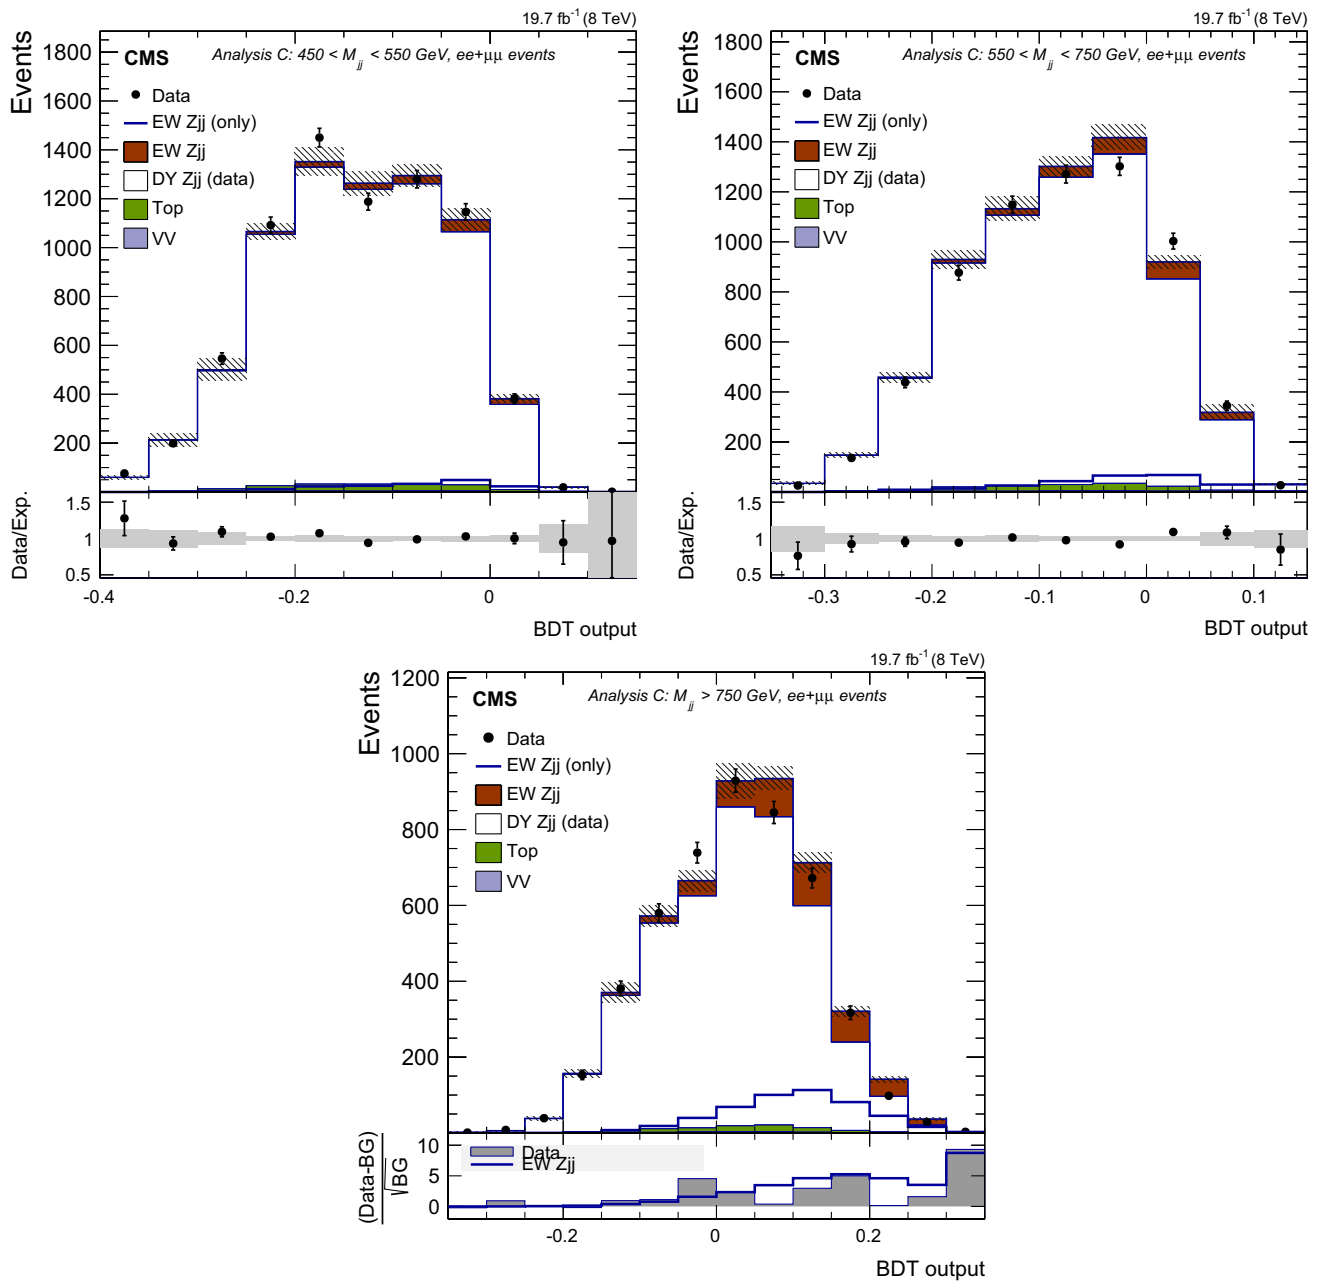 19.7 fb⁻¹ (8 TeV)
Events
1800
1600
1400
1200
1000
800
600
400
200
CMS
Analysis C: 450 < M_jj < 550 GeV, ee+μμ events
Data
EW Zjj (only)
EW Zjj
DY Zjj (data)
Top
VV
Data/Exp.
1.5
1
0.5
-0.4
-0.2
0
BDT output
19.7 fb⁻¹ (8 TeV)
Events
1800
1600
1400
1200
1000
800
600
400
200
CMS
Analysis C: 550 < M_jj < 750 GeV, ee+μμ events
Data
EW Zjj (only)
EW Zjj
DY Zjj (data)
Top
VV
Data/Exp.
1.5
1
0.5
-0.3
-0.2
-0.1
0
0.1
BDT output
19.7 fb⁻¹ (8 TeV)
Events
1200
1000
800
600
400
200
CMS
Analysis C: M_jj > 750 GeV, ee+μμ events
Data
EW Zjj (only)
EW Zjj
DY Zjj (data)
Top
VV
(Data-BG)
√BG
10
5
0
Data
EW Zjj
-0.2
0
0.2
BDT output